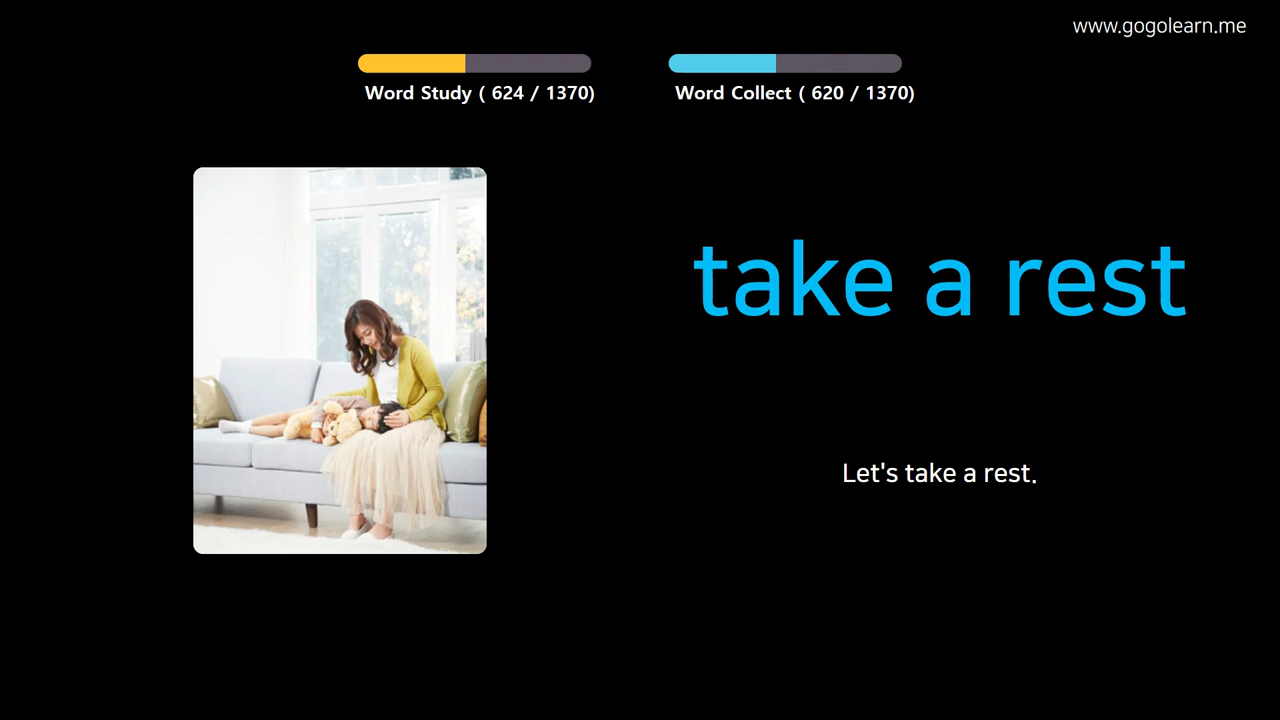 www.gogolearn.me
Word Study ( 624 / 1370)
Word Collect ( 620 / 1370)
take a rest
Let's take a rest.